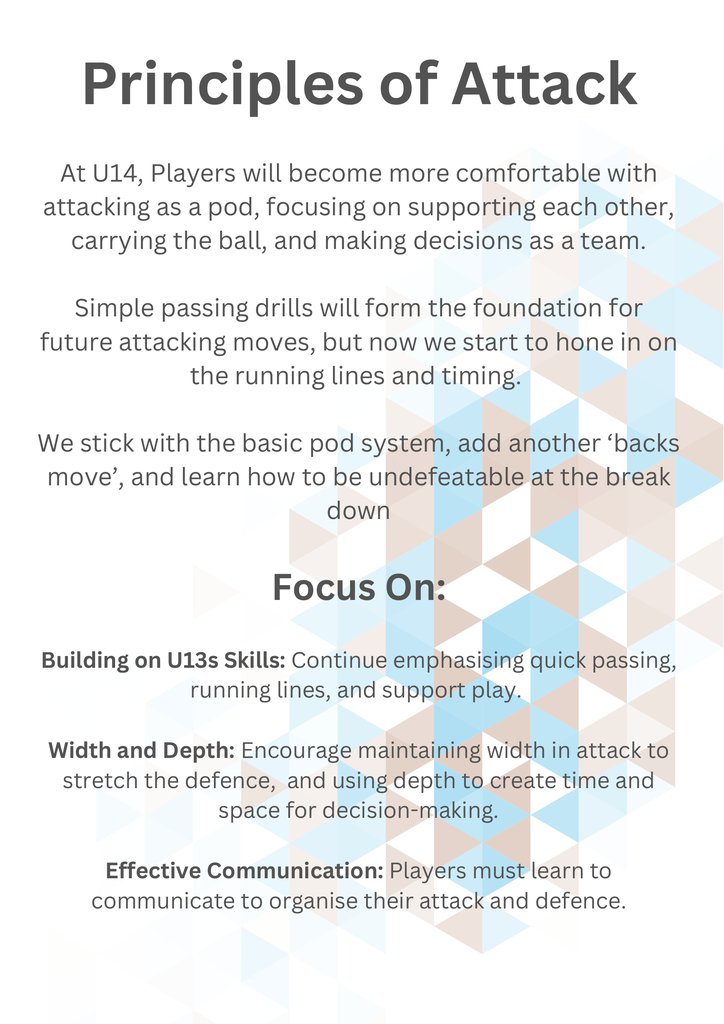 Principles of Attack
At U14, Players will become more comfortable with
attacking as a pod, focusing on supporting each other,
carrying the ball, and making decisions as a team.
Simple passing drills will form the foundation for
future attacking moves, but now we start to hone in on
the running lines and timing.
We stick with the basic pod system, add another ‘backs
move’, and learn how to be undefeatable at the break
down
Focus On:
Building on U13s Skills: Continue emphasising quick passing,
running lines, and support play.
Width and Depth: Encourage maintaining width in attack to
stretch the defence,  and using depth to create time and
space for decision-making.
Effective Communication: Players must learn to
communicate to organise their attack and defence.